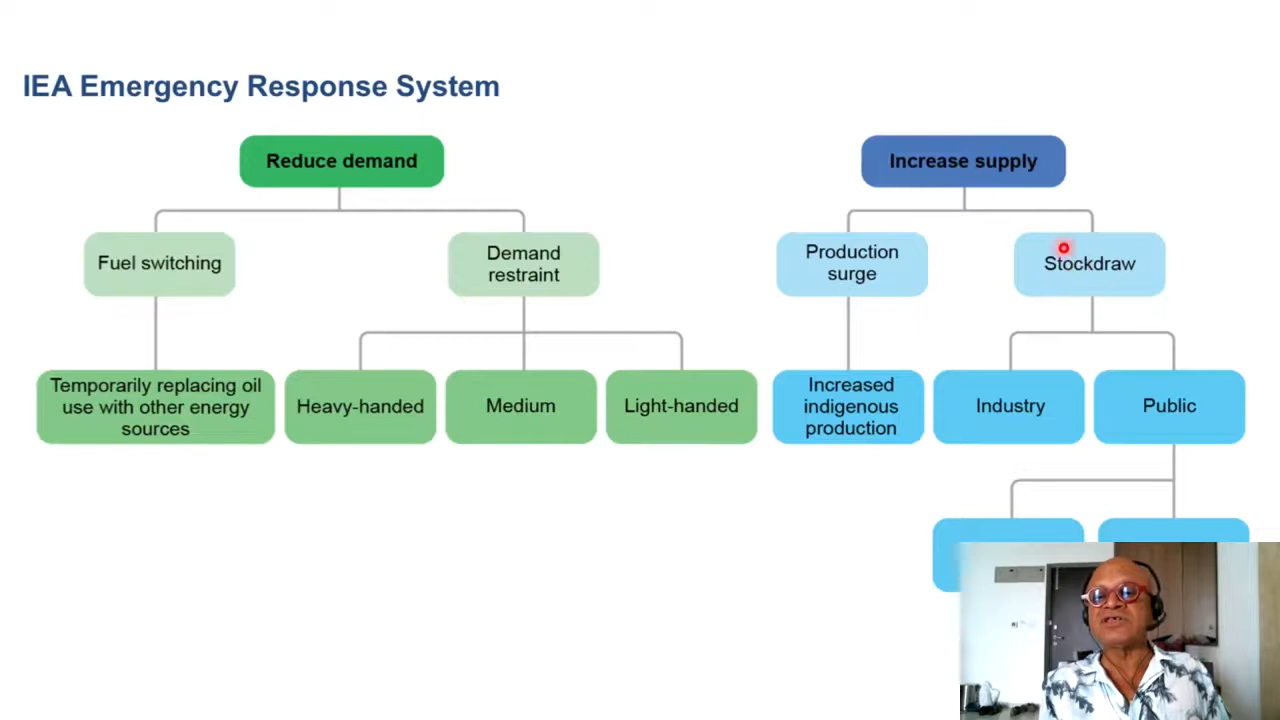 IEA Emergency Response System
Reduce demand
Increase supply
Fuel switching
Demand
restraint
Production
surge
Stockdraw
Temporarily replacing oil
use with other energy
sources
Heavy-handed
Medium
Light-handed
Increased
indigenous
production
Industry
Public